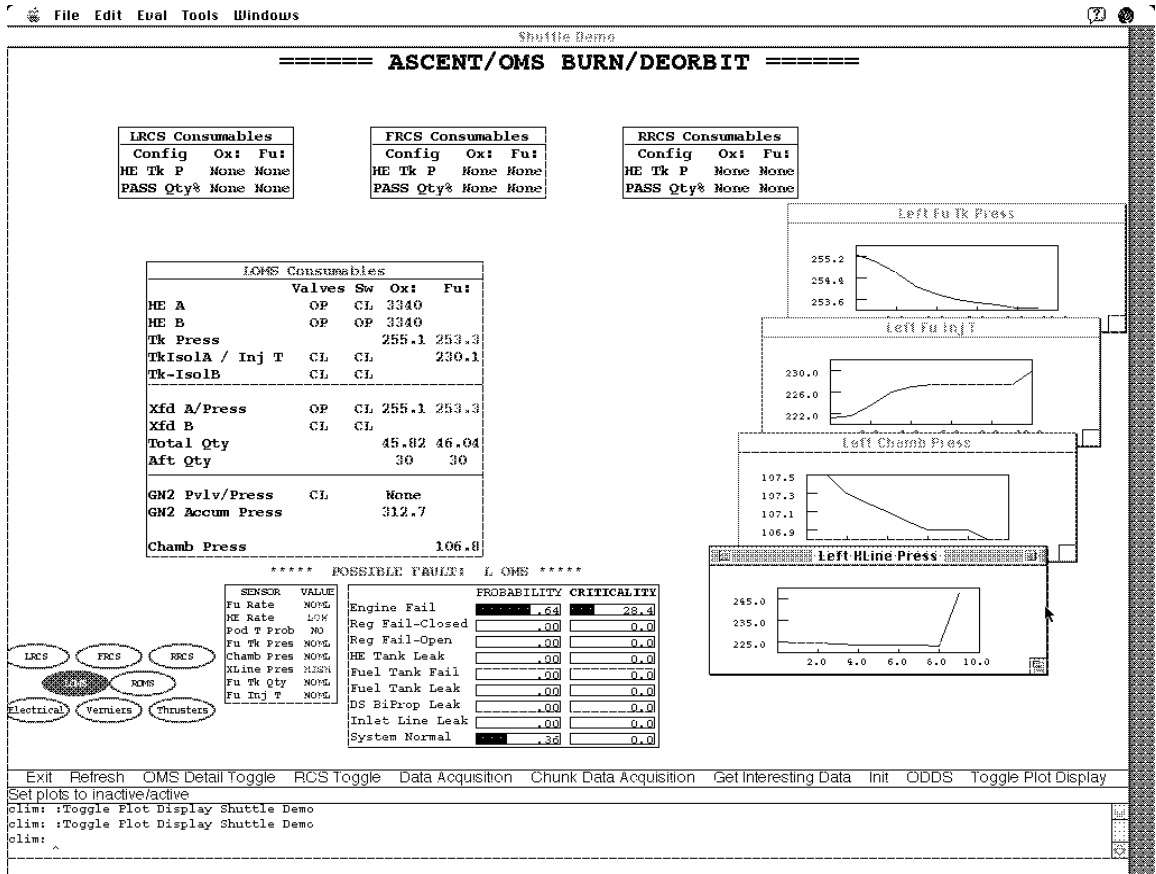 File Edit Eval Tools Windows
Shuttle Demo
====== ASCENT/OMS BURN/DEORBIT ======
LRCS Consumables
Config Ox: Fu:
HE Tk P None None
PASS Qty% None None
FRCS Consumables
Config Ox: Fu:
HE Tk P None None
PASS Qty% None None
RRCS Consumables
Config Ox: Fu:
HE Tk P None None
PASS Qty% None None
LOMS Consumables
Valves Sw Ox: Fu:
HE A OP CL 3340
HE B OP OP 3340
Tk Press 255.1 253.3
TkIsolA / Inj T CL CL 230.1
Tk-IsolB CL CL
Xfd A/Press OP CL 255.1 253.3
Xfd B CL CL
Total Qty 45.82 46.04
Aft Qty 30 30
GN2 Pvlv/Press CL None
GN2 Accum Press 312.7
Chamb Press 106.8
Left Fu Tk Press
255.2
254.4
253.6
Left Fu Inj T
230.0
226.0
222.0
Left Chamb Press
107.5
107.3
107.1
106.9
Left XLine Press
245.0
235.0
225.0
2.0 4.0 6.0 8.0 10.0
***** POSSIBLE FAULT: L OMS *****
SENSOR VALUE
Fu Rate NOML
HE Rate LOW
Pod T Prob NO
Fu Tk Pres NOML
Chamb Pres NOML
XLine Pres HIGH
Fu Tk Qty NOML
Fu Inj T NOML
PROBABILITY CRITICALITY
Engine Fail .64 28.4
Reg Fail-Closed .00 0.0
Reg Fail-Open .00 0.0
HE Tank Leak .00 0.0
Fuel Tank Fail .00 0.0
Fuel Tank Leak .00 0.0
DS BiProp Leak .00 0.0
Inlet Line Leak .00 0.0
System Normal .36 0.0
LRCS FRCS RRCS
LOMS ROMS
Electrical Verniers Thrusters
Exit Refresh OMS Detail Toggle RCS Toggle Data Acquisition Chunk Data Acquisition Get Interesting Data Init ODDS Toggle Plot Display
Set plots to inactive/active
clim: :Toggle Plot Display Shuttle Demo
clim: :Toggle Plot Display Shuttle Demo
clim:
^